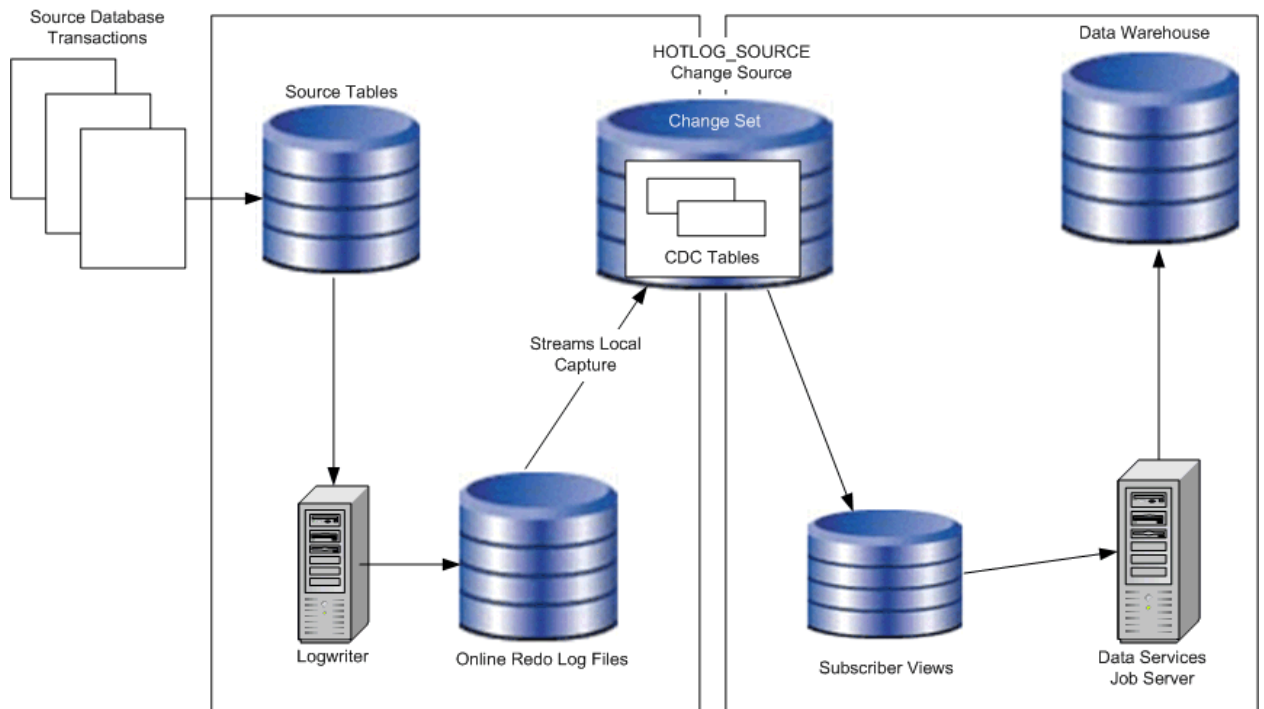 Source Database
Transactions
Source Tables
HOTLOG_SOURCE
Change Source
Data Warehouse
Change Set
CDC Tables
Streams Local
Capture
Logwriter
Online Redo Log Files
Subscriber Views
Data Services
Job Server